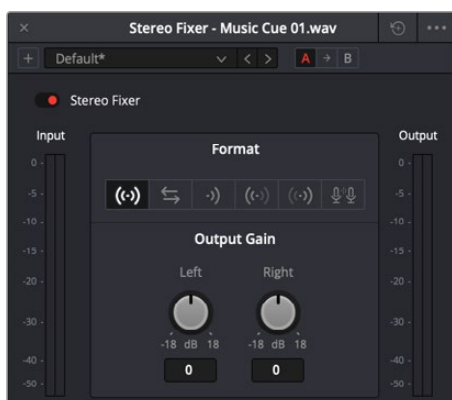 Stereo Fixer - Music Cue 01.wav
Default*
A
B
Stereo Fixer
Input
Output
Format
0 -
-5 -
-10 -
-15 -
-20 -
-30 -
-40 -
-50 -
0 -
-5 -
-10 -
-15 -
-20 -
-30 -
-40 -
-50 -
Output Gain
Left Right
-18 dB 18 -18 dB 18
0 0